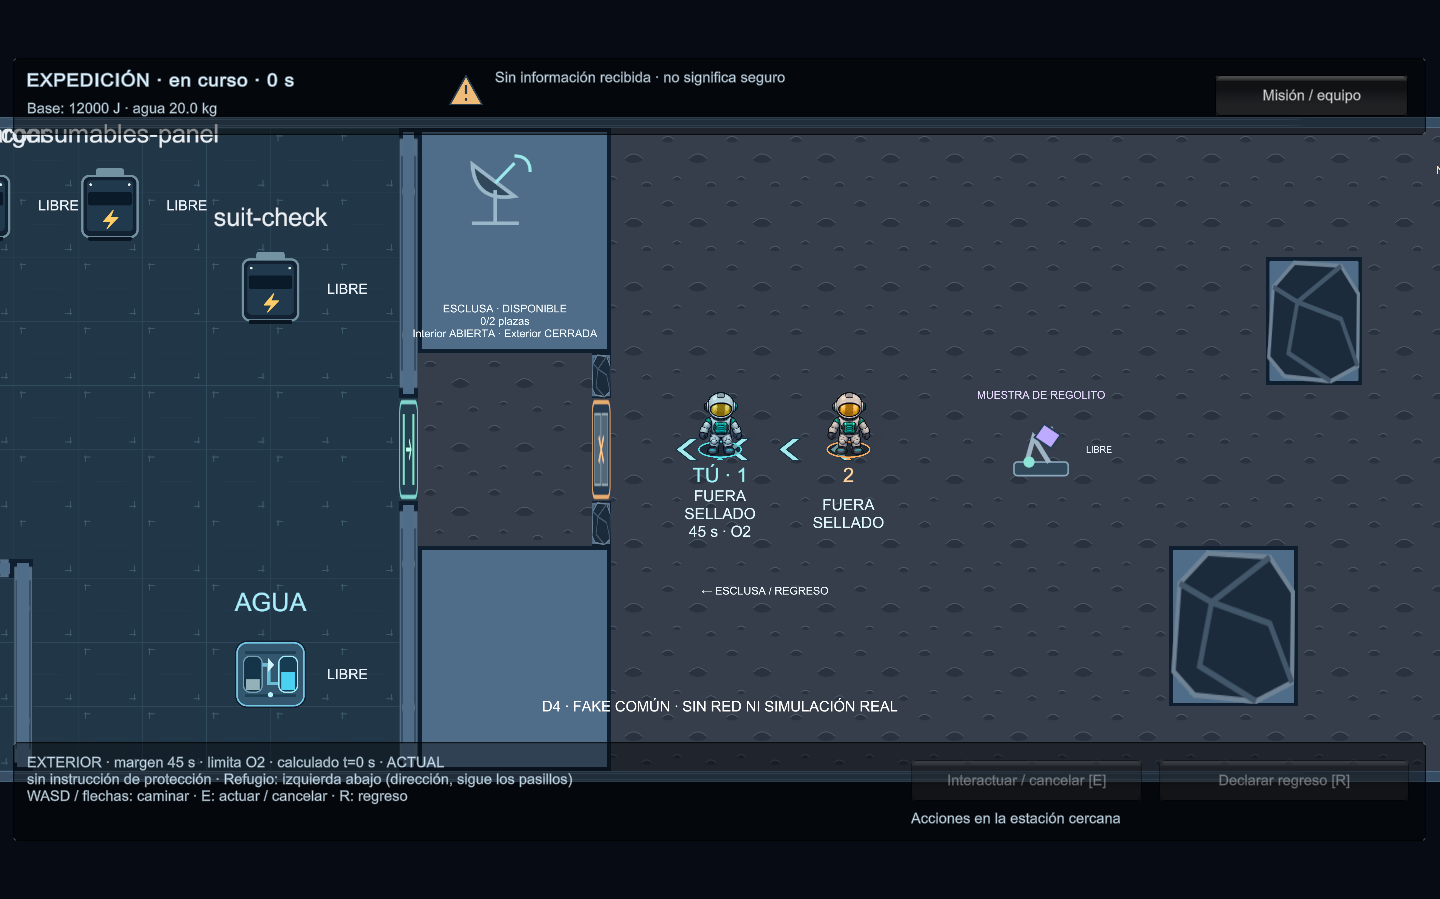 EXPEDICIÓN · en curso · 0 s
Base: 12000 J · agua 20.0 kg
Sin información recibida · no significa seguro
Misión / equipo
consumables-panel
LIBRE
LIBRE
suit-check
LIBRE
ESCLUSA · DISPONIBLE
0/2 plazas
Interior ABIERTA · Exterior CERRADA
MUESTRA DE REGOLITO
LIBRE
TÚ · 1
FUERA
SELLADO
45 s · O2
2
FUERA
SELLADO
← ESCLUSA / REGRESO
AGUA
LIBRE
D4 · FAKE COMÚN · SIN RED NI SIMULACIÓN REAL
EXTERIOR · margen 45 s · limita O2 · calculado t=0 s · ACTUAL
sin instrucción de protección · Refugio: izquierda abajo (dirección, sigue los pasillos)
WASD / flechas: caminar · E: actuar / cancelar · R: regreso
Interactuar / cancelar [E]
Declarar regreso [R]
Acciones en la estación cercana